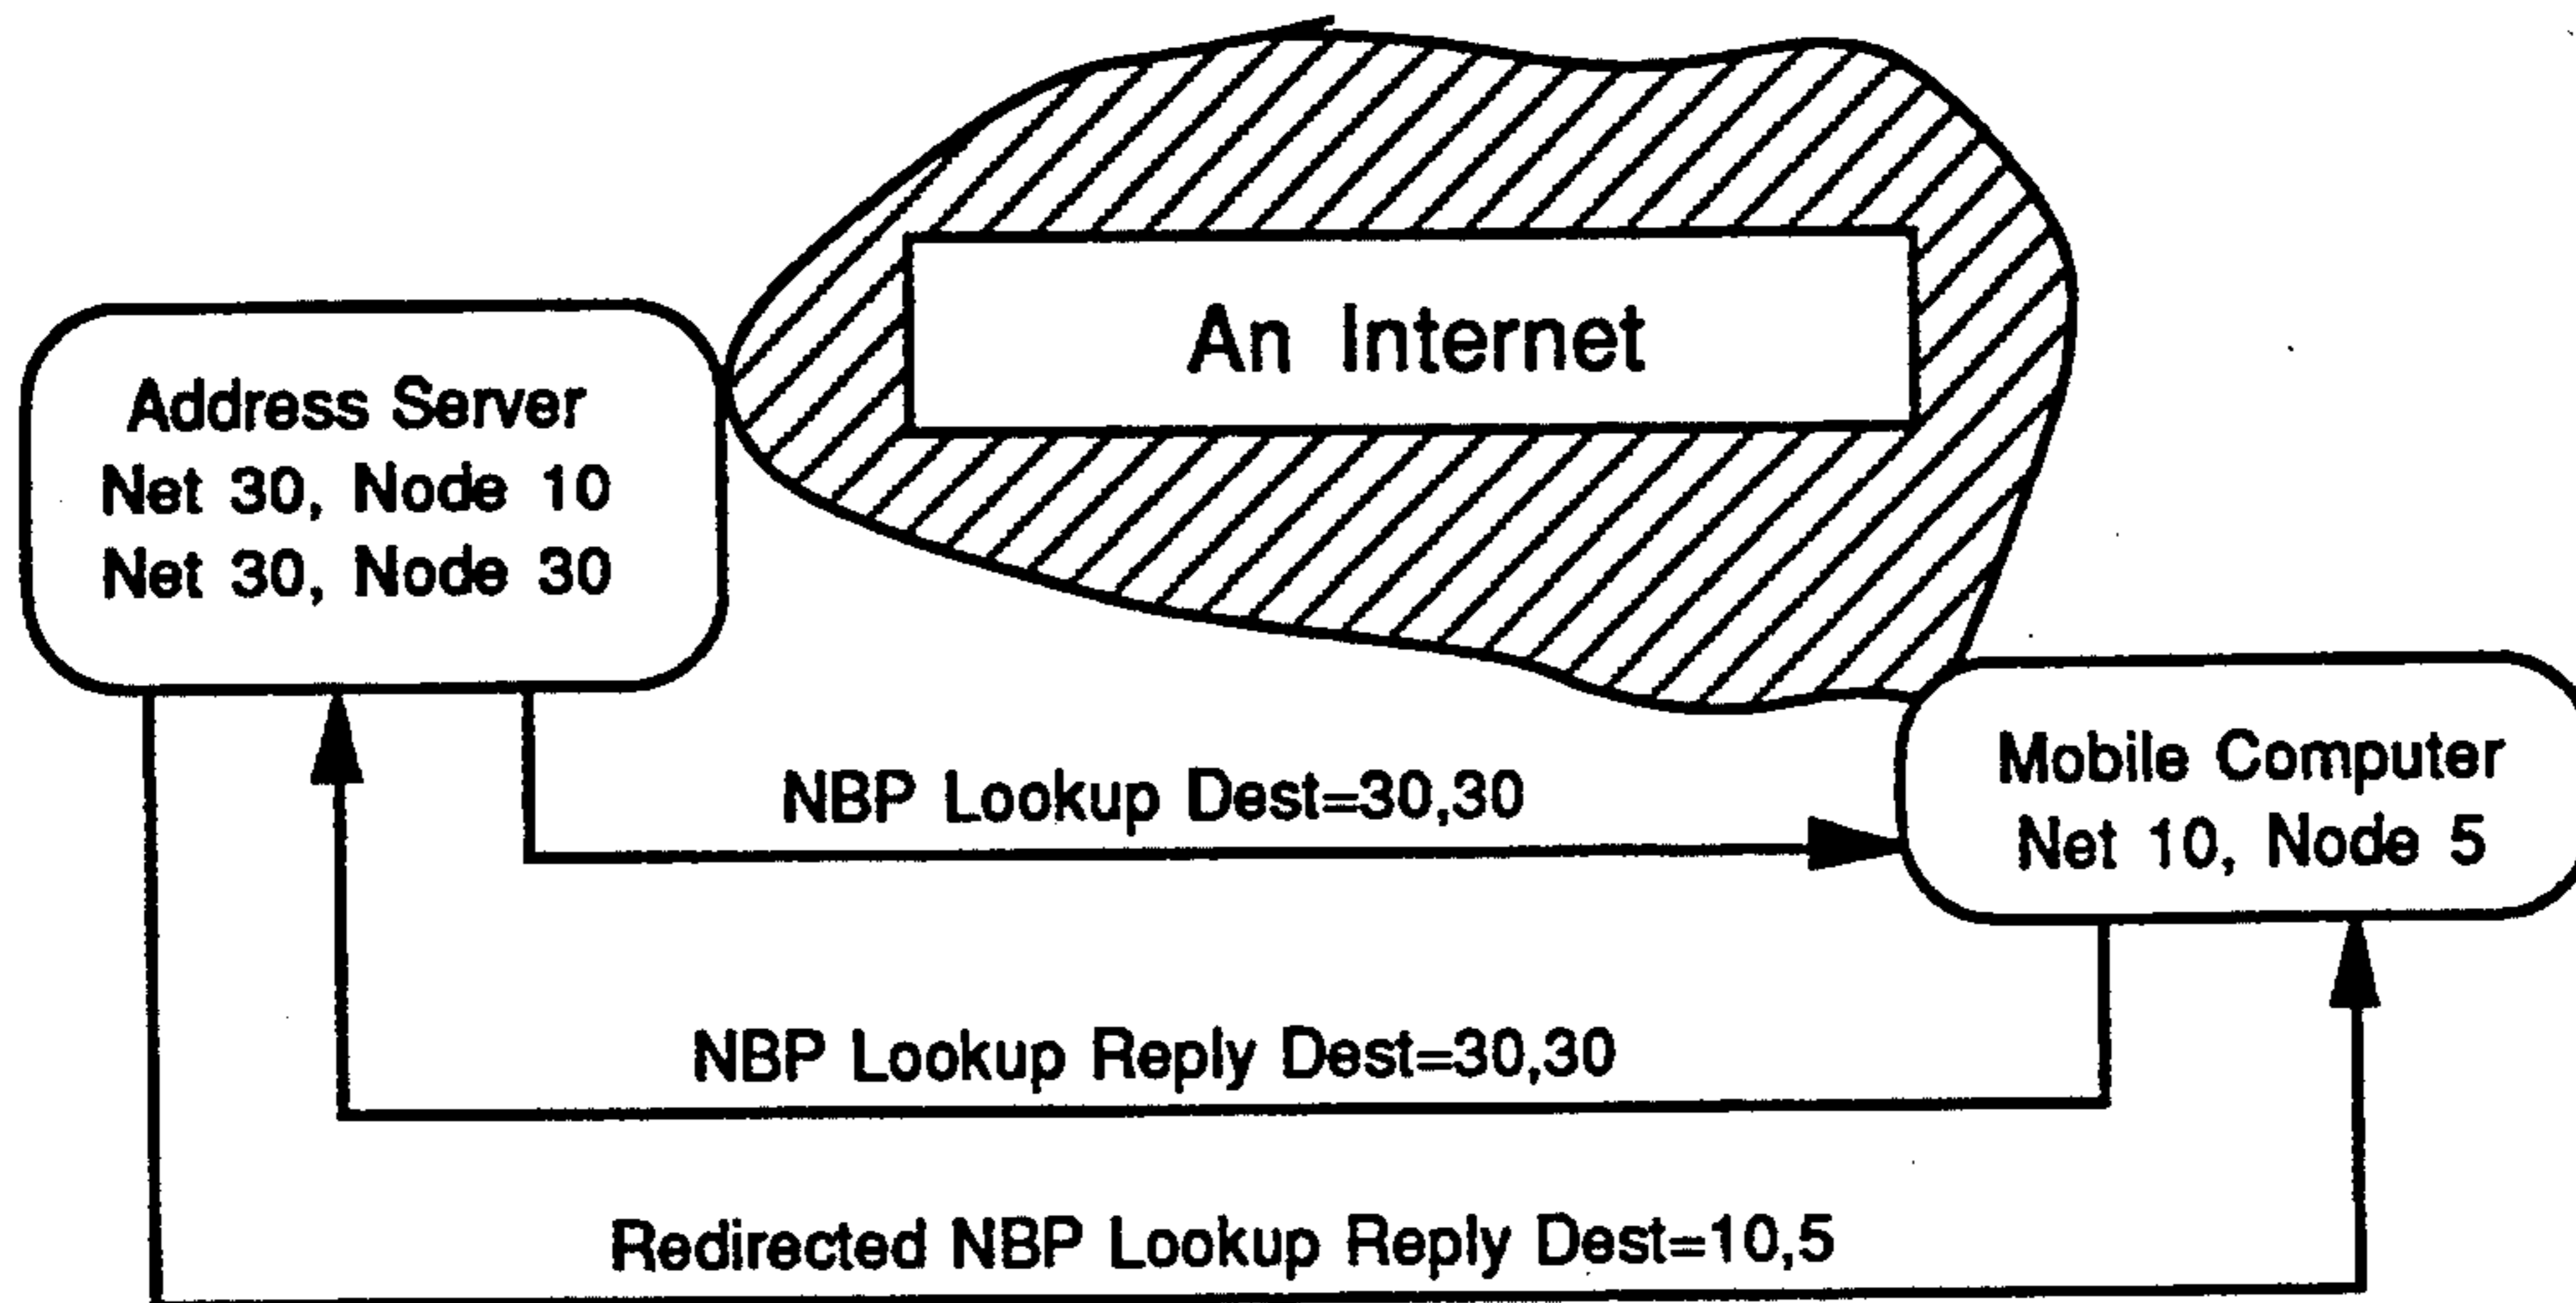 An Internet
Address Server
Net 30, Node 10
Net 30, Node 30
Mobile Computer
Net 10, Node 5
NBP Lookup Dest=30,30
NBP Lookup Reply Dest=30,30
Redirected NBP Lookup Reply Dest=10,5